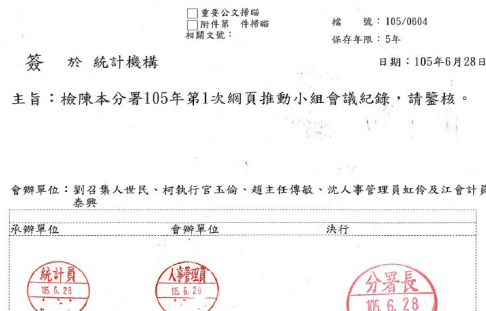 □重要公文掃瞄
□附件第 件掃瞄
相關文號：
檔 號：105/0604
保存年限：5年
簽 於 統計機構
日期：105年6月28日
主旨：檢陳本分署105年第1次網頁推動小組會議紀錄，請鑒核。
會辦單位：劉召集人世民、柯執行官玉倫、趙主任傳敏、沈人事管理員虹伶及江會計員
泰興
承辦單位 會辦單位 決行
統計員 人事管理員 分署長
105. 6. 28 105. 6. 28 105. 6. 28